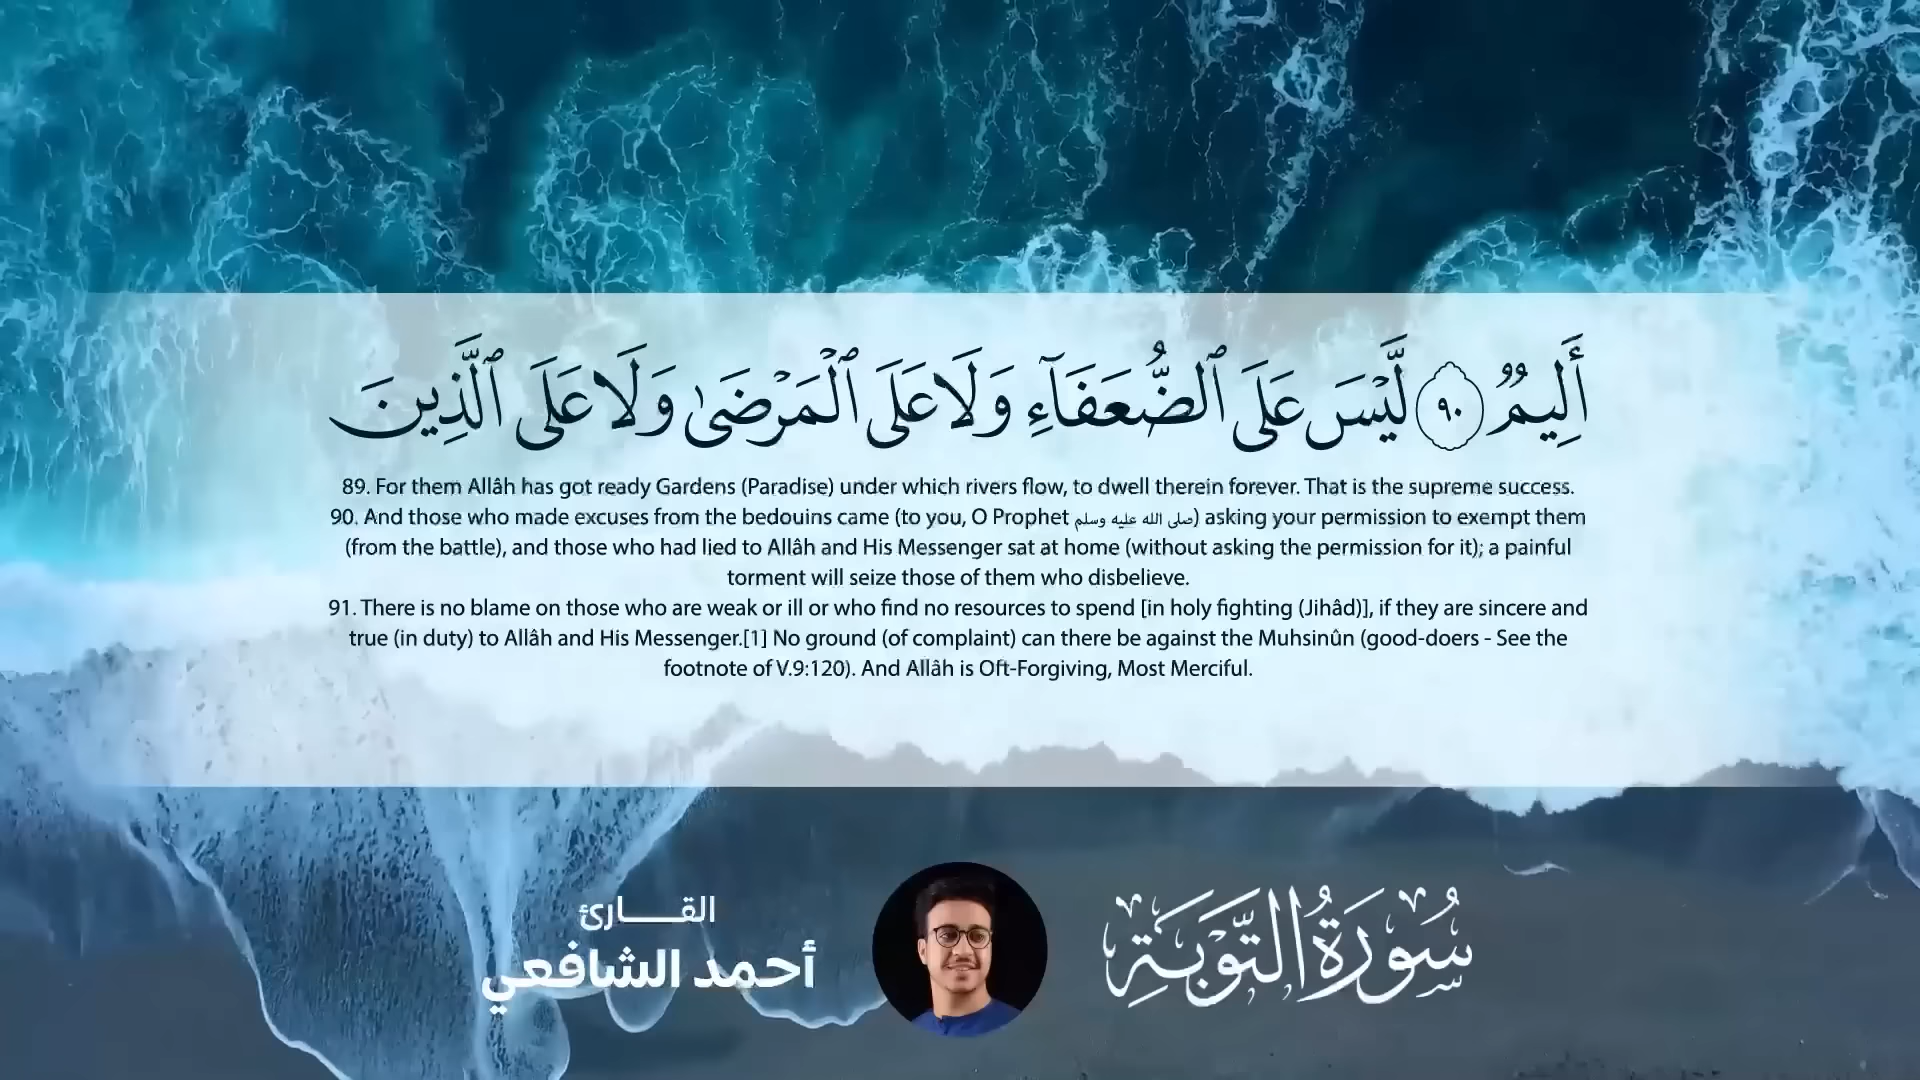 أَلِيمٌ ٩٠ لَّيْسَ عَلَى ٱلضُّعَفَآءِ وَلَا عَلَى ٱلْمَرْضَىٰ وَلَا عَلَى ٱلَّذِينَ
89. For them Allâh has got ready Gardens (Paradise) under which rivers flow, to dwell therein forever. That is the supreme success.
90. And those who made excuses from the bedouins came (to you, O Prophet صلى الله عليه وسلم) asking your permission to exempt them
(from the battle), and those who had lied to Allâh and His Messenger sat at home (without asking the permission for it); a painful
torment will seize those of them who disbelieve.
91. There is no blame on those who are weak or ill or who find no resources to spend [in holy fighting (Jihâd)], if they are sincere and
true (in duty) to Allâh and His Messenger.[1] No ground (of complaint) can there be against the Muhsinûn (good-doers - See the
footnote of V.9:120). And Allâh is Oft-Forgiving, Most Merciful.
سُورَةُ التَّوْبَةِ
القـــــارئ
أحمد الشافعي